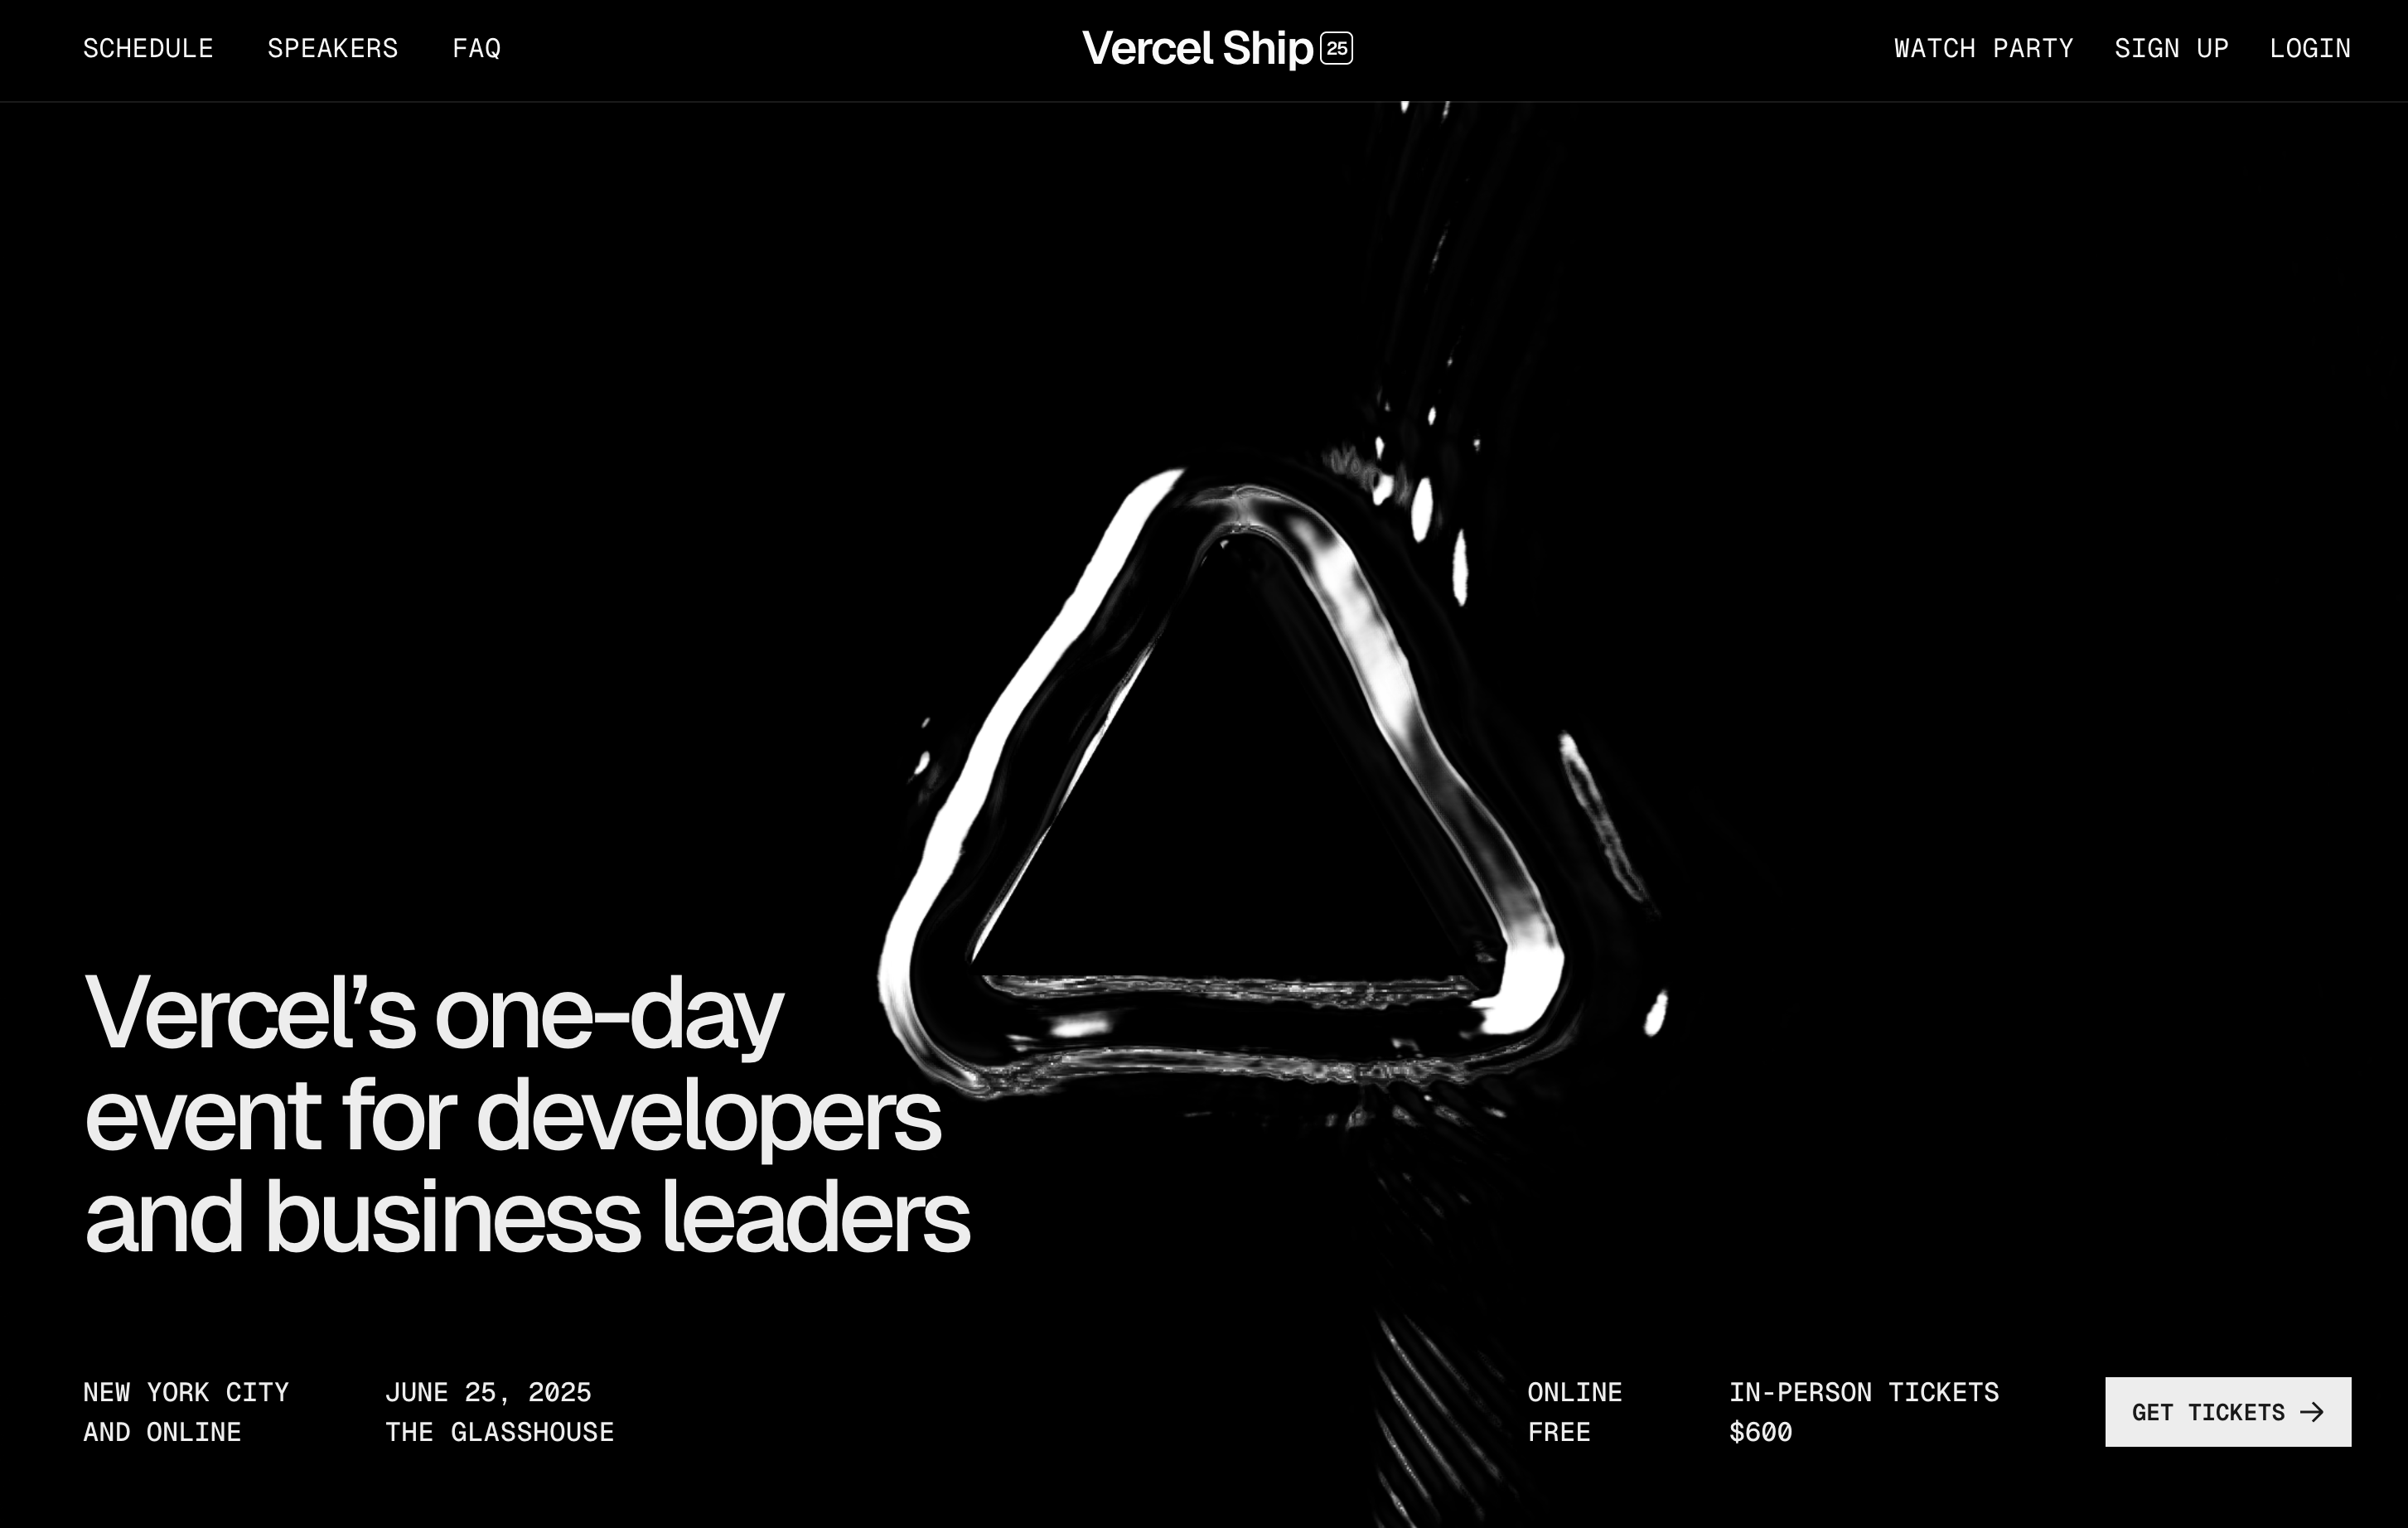 SCHEDULE SPEAKERS FAQ
Vercel Ship 25
WATCH PARTY SIGN UP LOGIN
Vercel’s one-day
event for developers
and business leaders
NEW YORK CITY
AND ONLINE
JUNE 25, 2025
THE GLASSHOUSE
ONLINE
FREE
IN-PERSON TICKETS
$600
GET TICKETS →